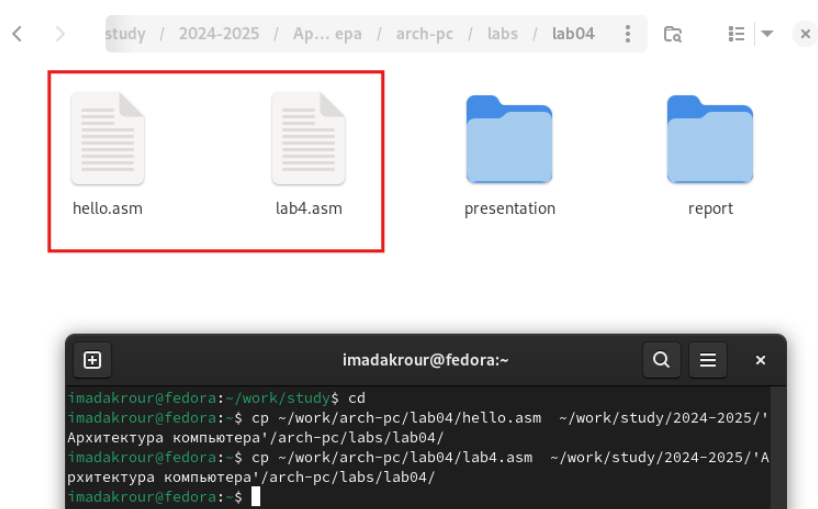 study / 2024-2025 / Ap... epa / arch-pc / labs / lab04
hello.asm lab4.asm presentation report
imadakrour@fedora:~
imadakrour@fedora:~/work/study$ cd
imadakrour@fedora:~$ cp ~/work/arch-pc/lab04/hello.asm  ~/work/study/2024-2025/'
Архитектура компьютера'/arch-pc/labs/lab04/
imadakrour@fedora:~$ cp ~/work/arch-pc/lab04/lab4.asm  ~/work/study/2024-2025/'А
рхитектура компьютера'/arch-pc/labs/lab04/
imadakrour@fedora:~$